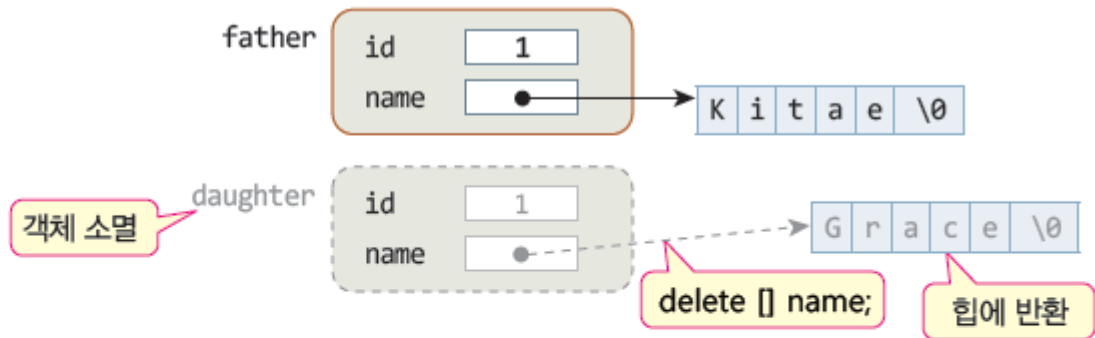 father
id 1
name
K i t a e \0
daughter
객체 소멸
id 1
name
G r a c e \0
delete [] name;
힙에 반환